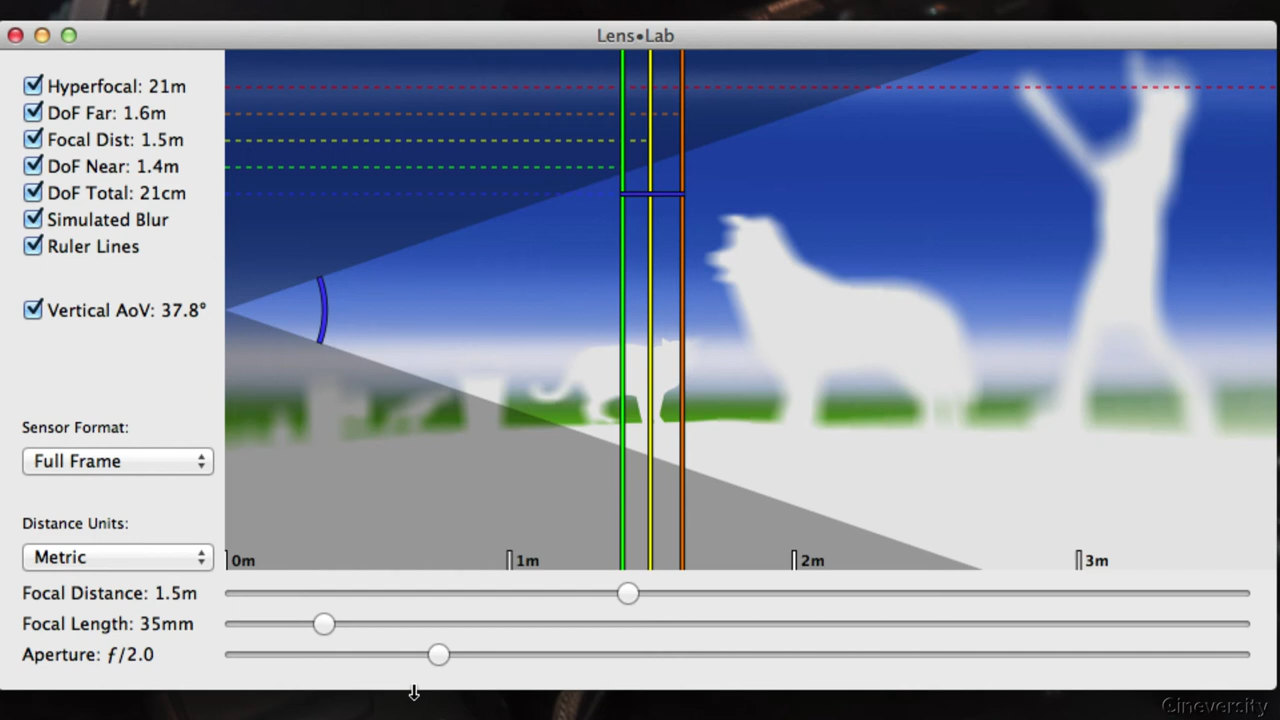 Lens•Lab
Hyperfocal: 21m
DoF Far: 1.6m
Focal Dist: 1.5m
DoF Near: 1.4m
DoF Total: 21cm
Simulated Blur
Ruler Lines
Vertical AoV: 37.8°
Sensor Format:
Full Frame
Distance Units:
Metric
0m 1m 2m 3m
Focal Distance: 1.5m
Focal Length: 35mm
Aperture: ƒ/2.0
Cineversity